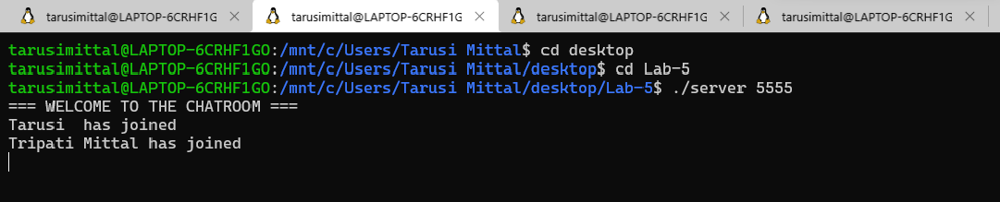 tarusimittal@LAPTOP-6CRHF1G tarusimittal@LAPTOP-6CRHF1G tarusimittal@LAPTOP-6CRHF1G tarusimittal@LAPTOP-6CRHF1G
tarusimittal@LAPTOP-6CRHF1GO:/mnt/c/Users/Tarusi Mittal$ cd desktop
tarusimittal@LAPTOP-6CRHF1GO:/mnt/c/Users/Tarusi Mittal/desktop$ cd Lab-5
tarusimittal@LAPTOP-6CRHF1GO:/mnt/c/Users/Tarusi Mittal/desktop/Lab-5$ ./server 5555
=== WELCOME TO THE CHATROOM ===
Tarusi  has joined
Tripati Mittal has joined